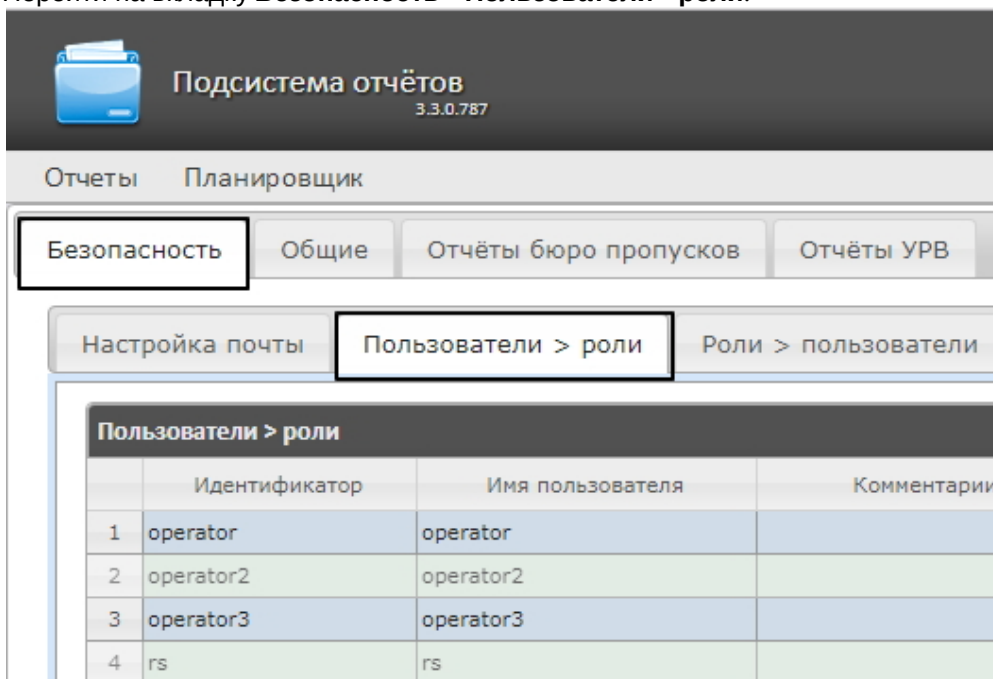 Подсистема отчётов
3.3.0.787
Отчеты Планировщик
Безопасность Общие Отчёты бюро пропусков Отчёты УРВ
Настройка почты Пользователи > роли Роли > пользователи
Пользователи > роли
Идентификатор Имя пользователя Комментарии
1 operator operator
2 operator2 operator2
3 operator3 operator3
4 rs rs